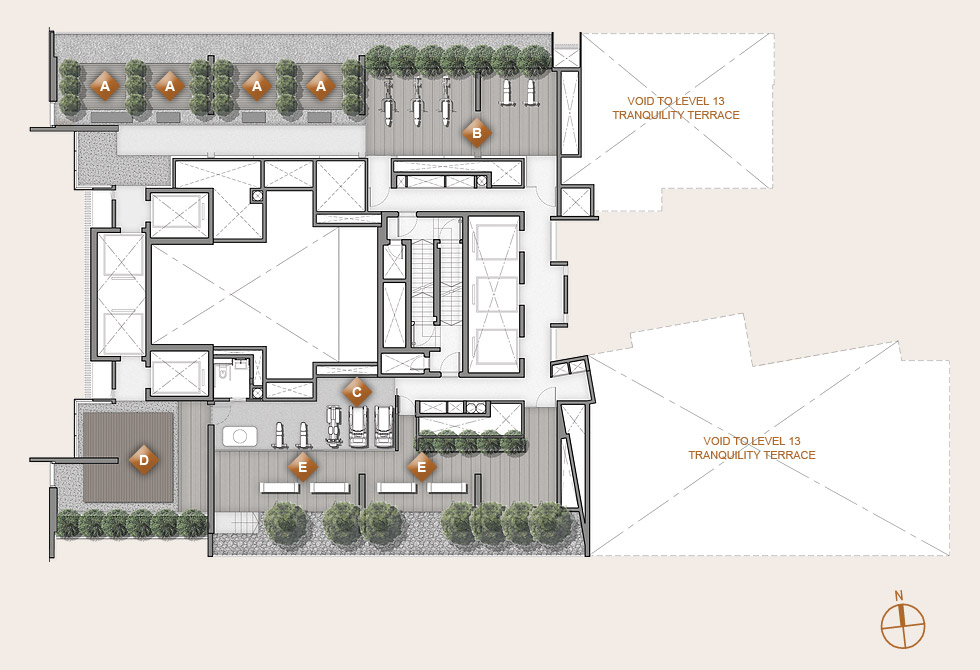 A A A A
VOID TO LEVEL 13
TRANQUILITY TERRACE
B
C
VOID TO LEVEL 13
TRANQUILITY TERRACE
D
E E
N